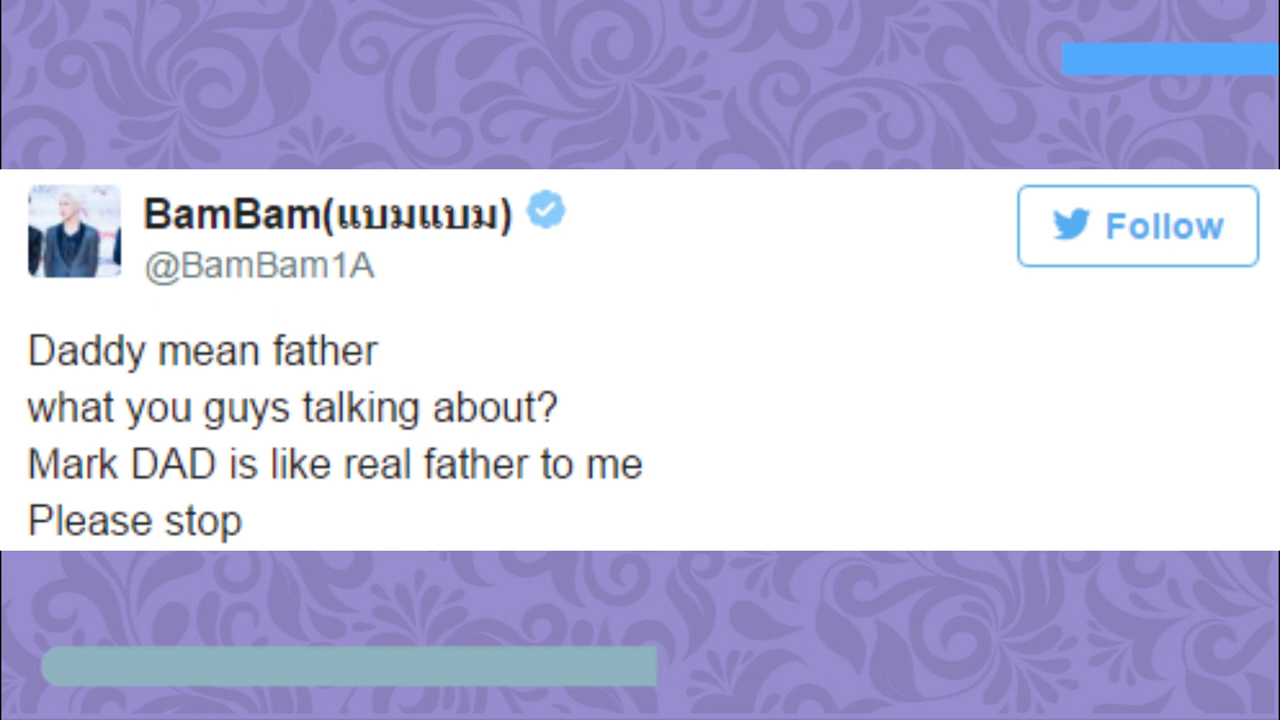 BamBam(แบมแบม)
@BamBam1A
Follow
Daddy mean father
what you guys talking about?
Mark DAD is like real father to me
Please stop